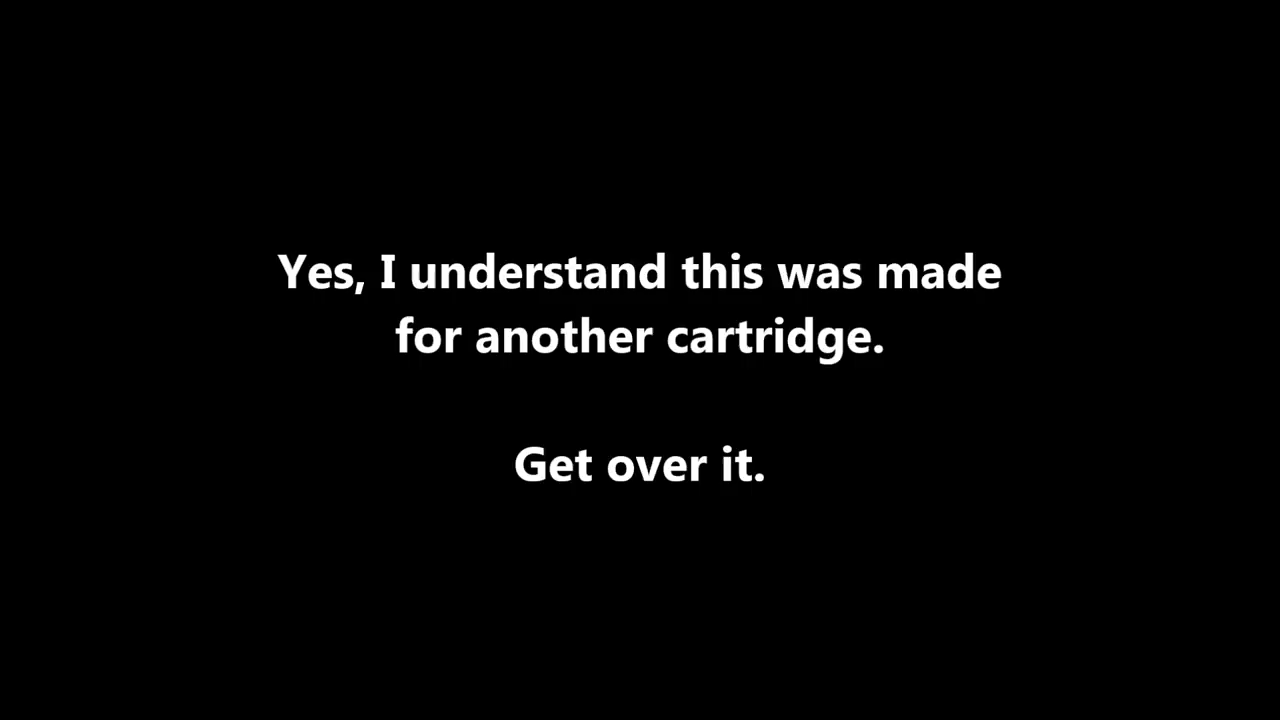 Yes, I understand this was made
for another cartridge.
Get over it.